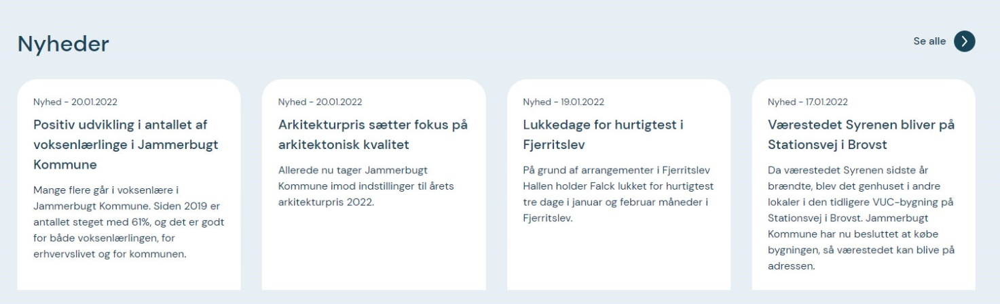 Nyheder
Se alle
Nyhed - 20.01.2022
Positiv udvikling i antallet af
voksenlærlinge i Jammerbugt
Kommune
Mange flere går i voksenlære i
Jammerbugt Kommune. Siden 2019 er
antallet steget med 61%, og det er godt
for både voksenlærlingen, for
erhvervslivet og for kommunen.
Nyhed - 20.01.2022
Arkitekturpris sætter fokus på
arkitektonisk kvalitet
Allerede nu tager Jammerbugt
Kommune imod indstillinger til årets
arkitekturpris 2022.
Nyhed - 19.01.2022
Lukkedage for hurtigtest i
Fjerritslev
På grund af arrangementer i Fjerritslev
Hallen holder Falck lukket for hurtigtest
tre dage i januar og februar måneder i
Fjerritslev.
Nyhed - 17.01.2022
Værestedet Syrenen bliver på
Stationsvej i Brovst
Da værestedet Syrenen sidste år
brændte, blev det genhuset i andre
lokaler i den tidligere VUC-bygning på
Stationsvej i Brovst. Jammerbugt
Kommune har nu besluttet at købe
bygningen, så værestedet kan blive på
adressen.